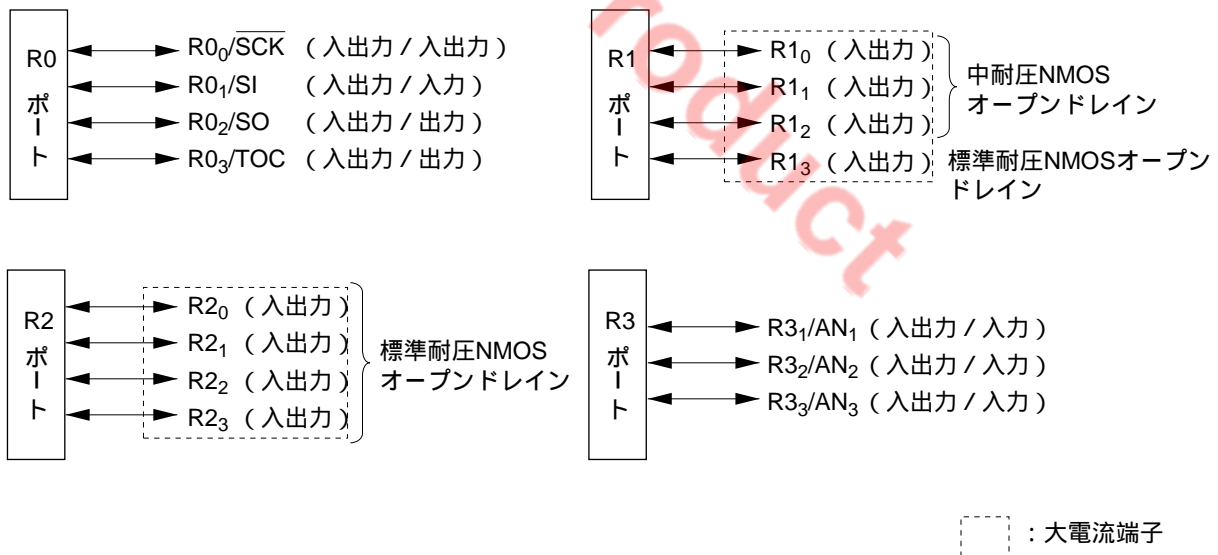 R0
ポート
R0₀/S̅C̅K̅ （入出力 / 入出力）
R0₁/SI （入出力 / 入力）
R0₂/SO （入出力 / 出力）
R0₃/TOC （入出力 / 出力）
R1
ポート
R1₀ （入出力）
R1₁ （入出力）
R1₂ （入出力）
R1₃ （入出力）
中耐圧NMOS
オープンドレイン
標準耐圧NMOSオープン
ドレイン
R2
ポート
R2₀ （入出力）
R2₁ （入出力）
R2₂ （入出力）
R2₃ （入出力）
標準耐圧NMOS
オープンドレイン
R3
ポート
R3₁/AN₁ （入出力 / 入力）
R3₂/AN₂ （入出力 / 入力）
R3₃/AN₃ （入出力 / 入力）
：大電流端子
roduct